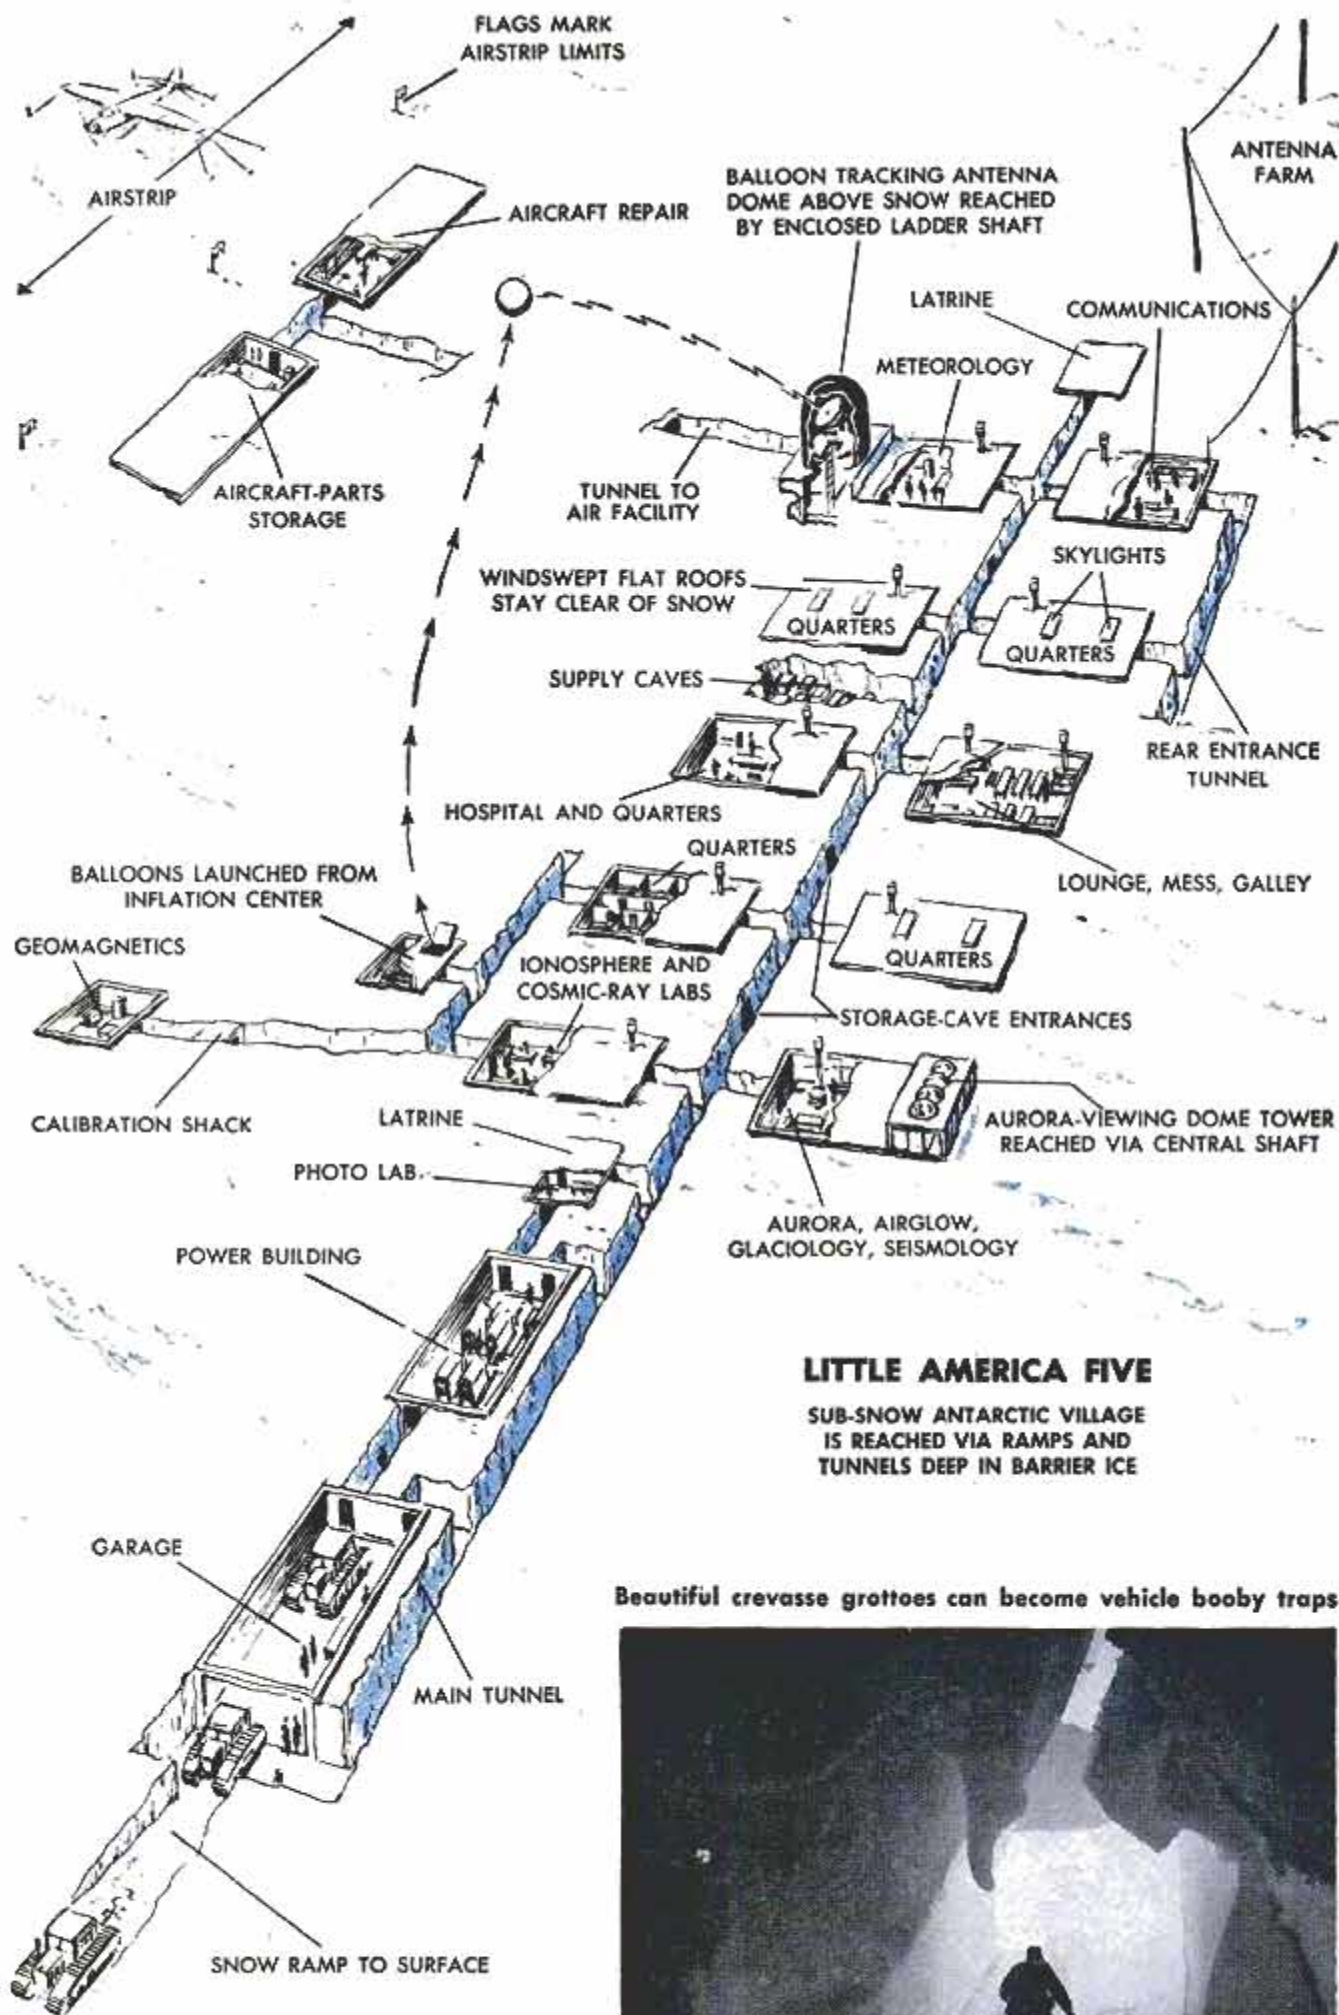 FLAGS MARK
AIRSTRIP LIMITS
AIRSTRIP
AIRCRAFT REPAIR
BALLOON TRACKING ANTENNA
DOME ABOVE SNOW REACHED
BY ENCLOSED LADDER SHAFT
ANTENNA
FARM
LATRINE
COMMUNICATIONS
METEOROLOGY
AIRCRAFT-PARTS
STORAGE
TUNNEL TO
AIR FACILITY
SKYLIGHTS
WINDSWEPT FLAT ROOFS
STAY CLEAR OF SNOW
QUARTERS
QUARTERS
SUPPLY CAVES
REAR ENTRANCE
TUNNEL
HOSPITAL AND QUARTERS
QUARTERS
LOUNGE, MESS, GALLEY
BALLOONS LAUNCHED FROM
INFLATION CENTER
GEOMAGNETICS
IONOSPHERE AND
COSMIC-RAY LABS
QUARTERS
STORAGE-CAVE ENTRANCES
CALIBRATION SHACK
LATRINE
AURORA-VIEWING DOME TOWER
REACHED VIA CENTRAL SHAFT
PHOTO LAB.
AURORA, AIRGLOW,
GLACIOLOGY, SEISMOLOGY
POWER BUILDING
LITTLE AMERICA FIVE
SUB-SNOW ANTARCTIC VILLAGE
IS REACHED VIA RAMPS AND
TUNNELS DEEP IN BARRIER ICE
GARAGE
Beautiful crevasse grottoes can become vehicle booby traps
MAIN TUNNEL
SNOW RAMP TO SURFACE